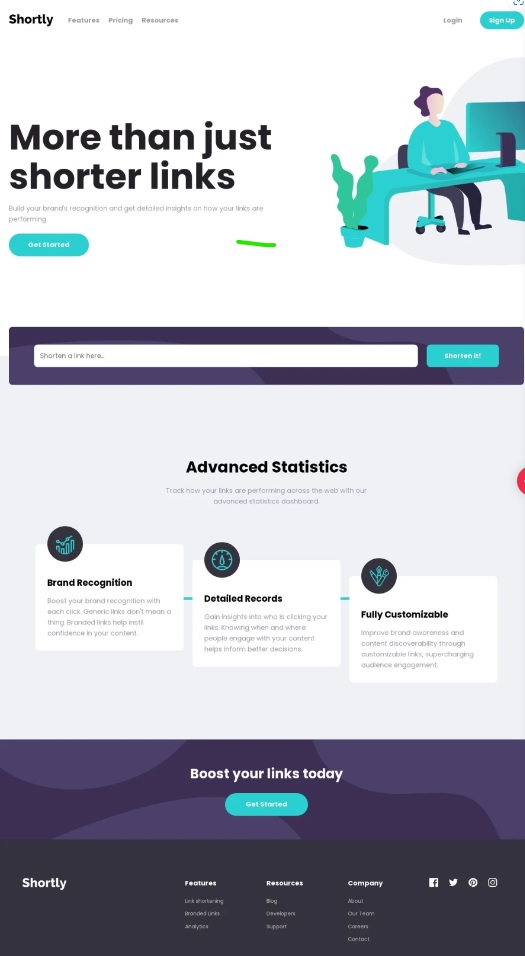 Shortly Features Pricing Resources Login Sign Up
More than just
shorter links
Build your brand's recognition and get detailed insights on how your links are
performing.
Get Started
Shorten a link here...
Shorten it!
Advanced Statistics
Track how your links are performing across the web with our
advanced statistics dashboard.
Brand Recognition
Boost your brand recognition with
each click. Generic links don't mean a
thing. Branded links help instil
confidence in your content.
Detailed Records
Gain insights into who is clicking your
links. Knowing when and where
people engage with your content
helps inform better decisions.
Fully Customizable
Improve brand awareness and
content discoverability through
customizable links, supercharging
audience engagement.
Boost your links today
Get Started
Shortly
Features
Link shortening
Branded Links
Analytics
Resources
Blog
Developers
Support
Company
About
Our Team
Careers
Contact